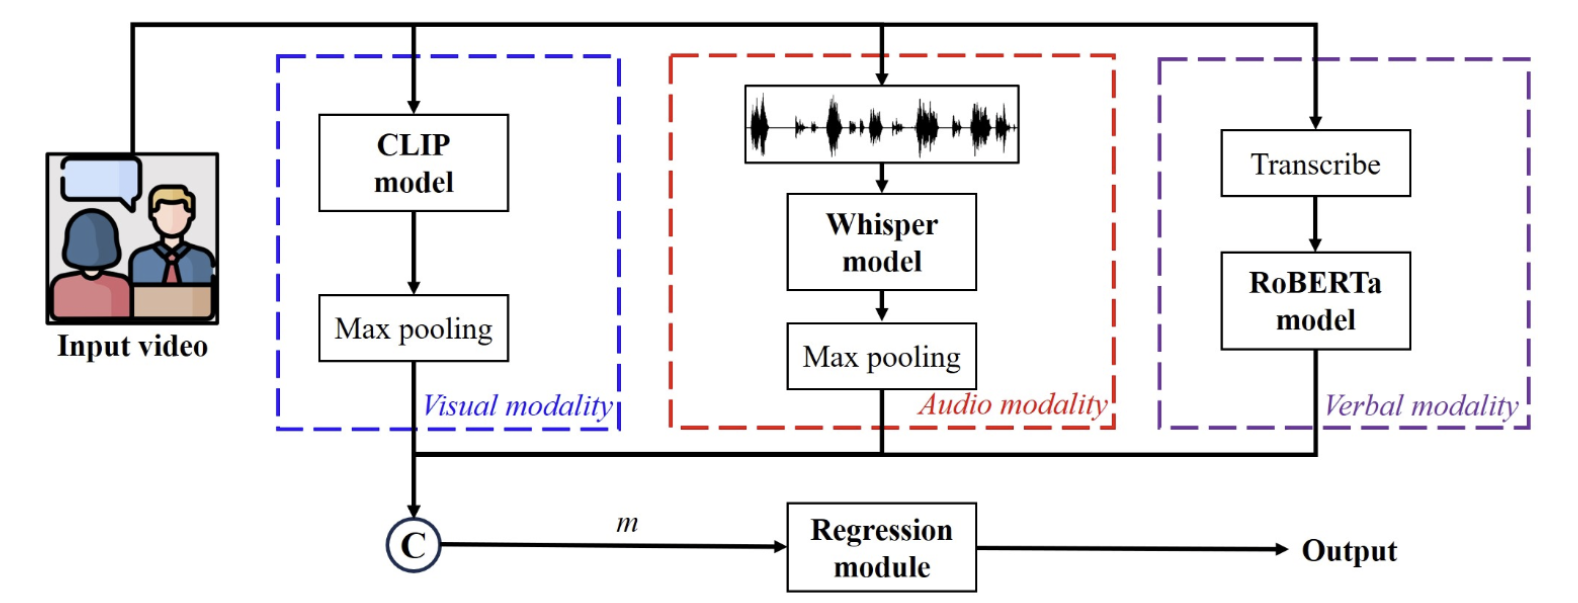 Input video
CLIP
model
Max pooling
Visual modality
Whisper
model
Max pooling
Audio modality
Transcribe
RoBERTa
model
Verbal modality
C
m
Regression
module
Output